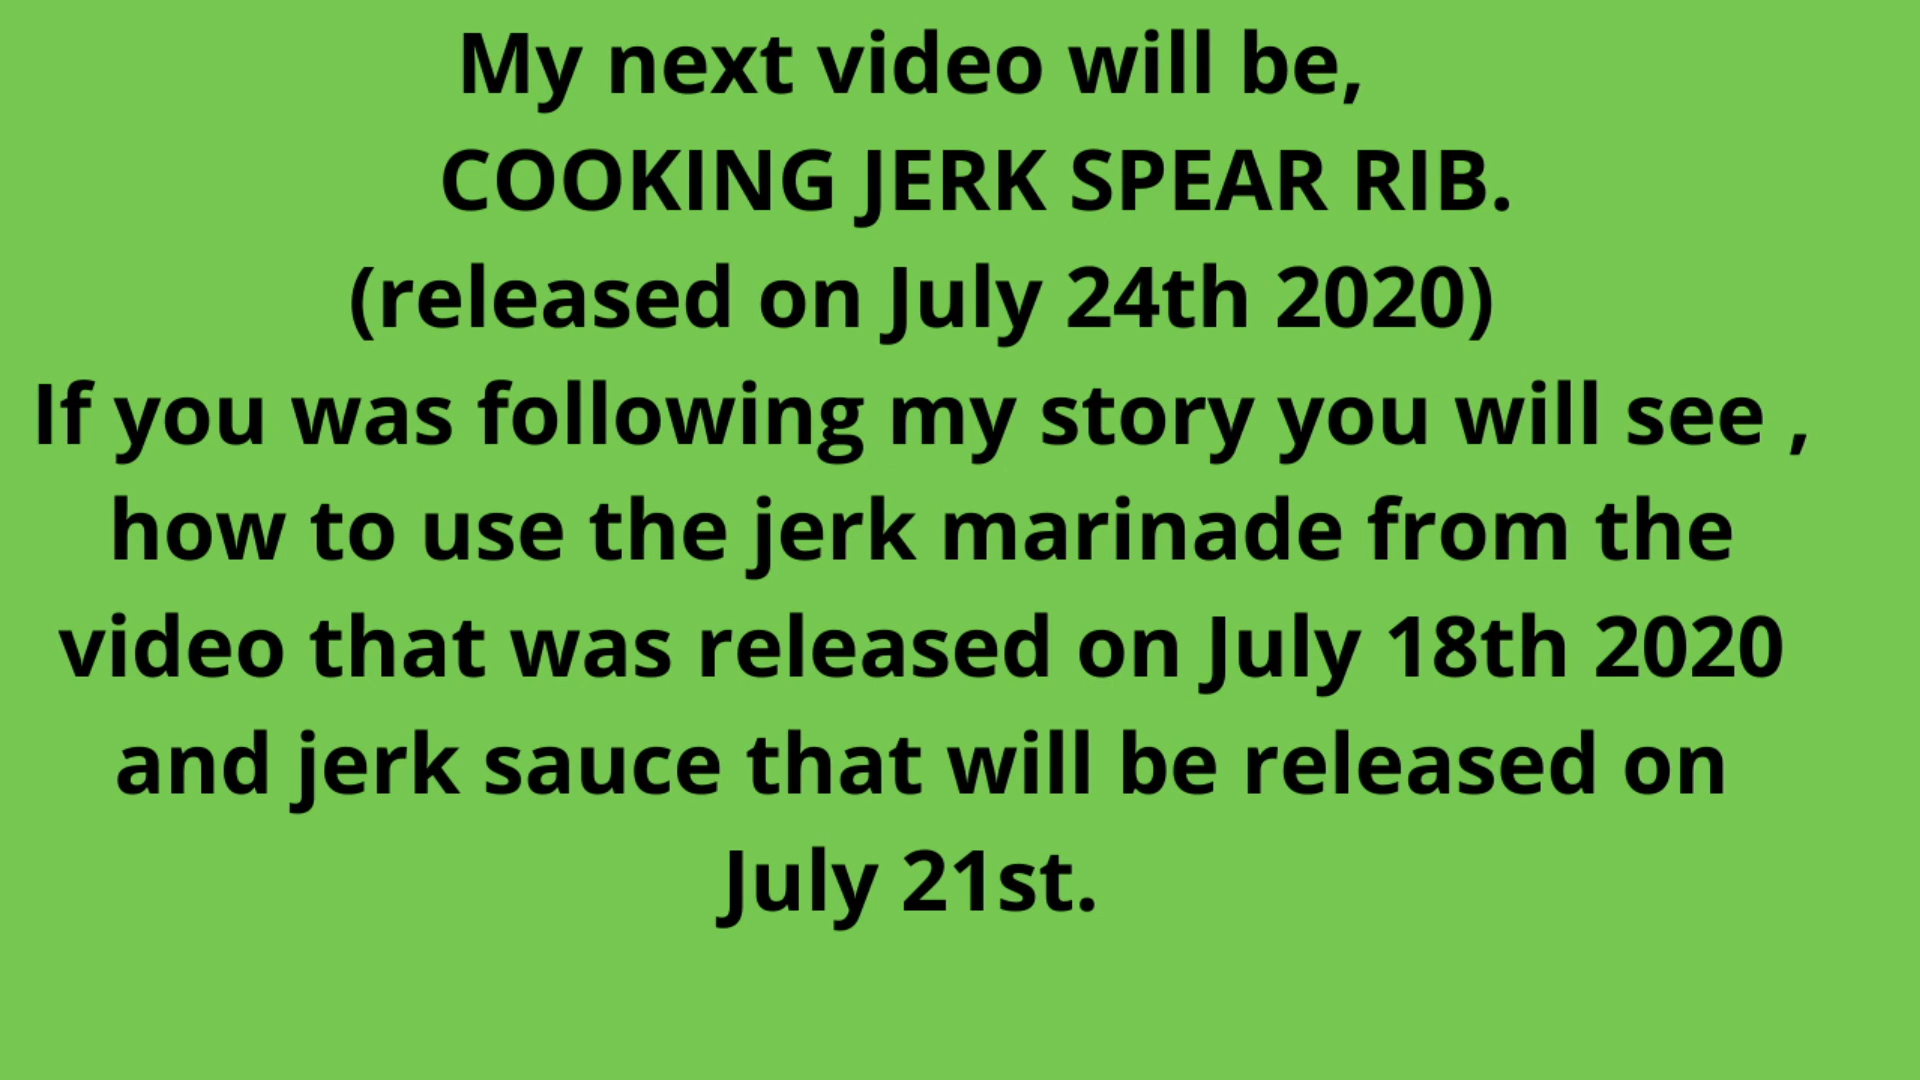 My next video will be,
COOKING JERK SPEAR RIB.
(released on July 24th 2020)
If you was following my story you will see ,
how to use the jerk marinade from the
video that was released on July 18th 2020
and jerk sauce that will be released on
July 21st.